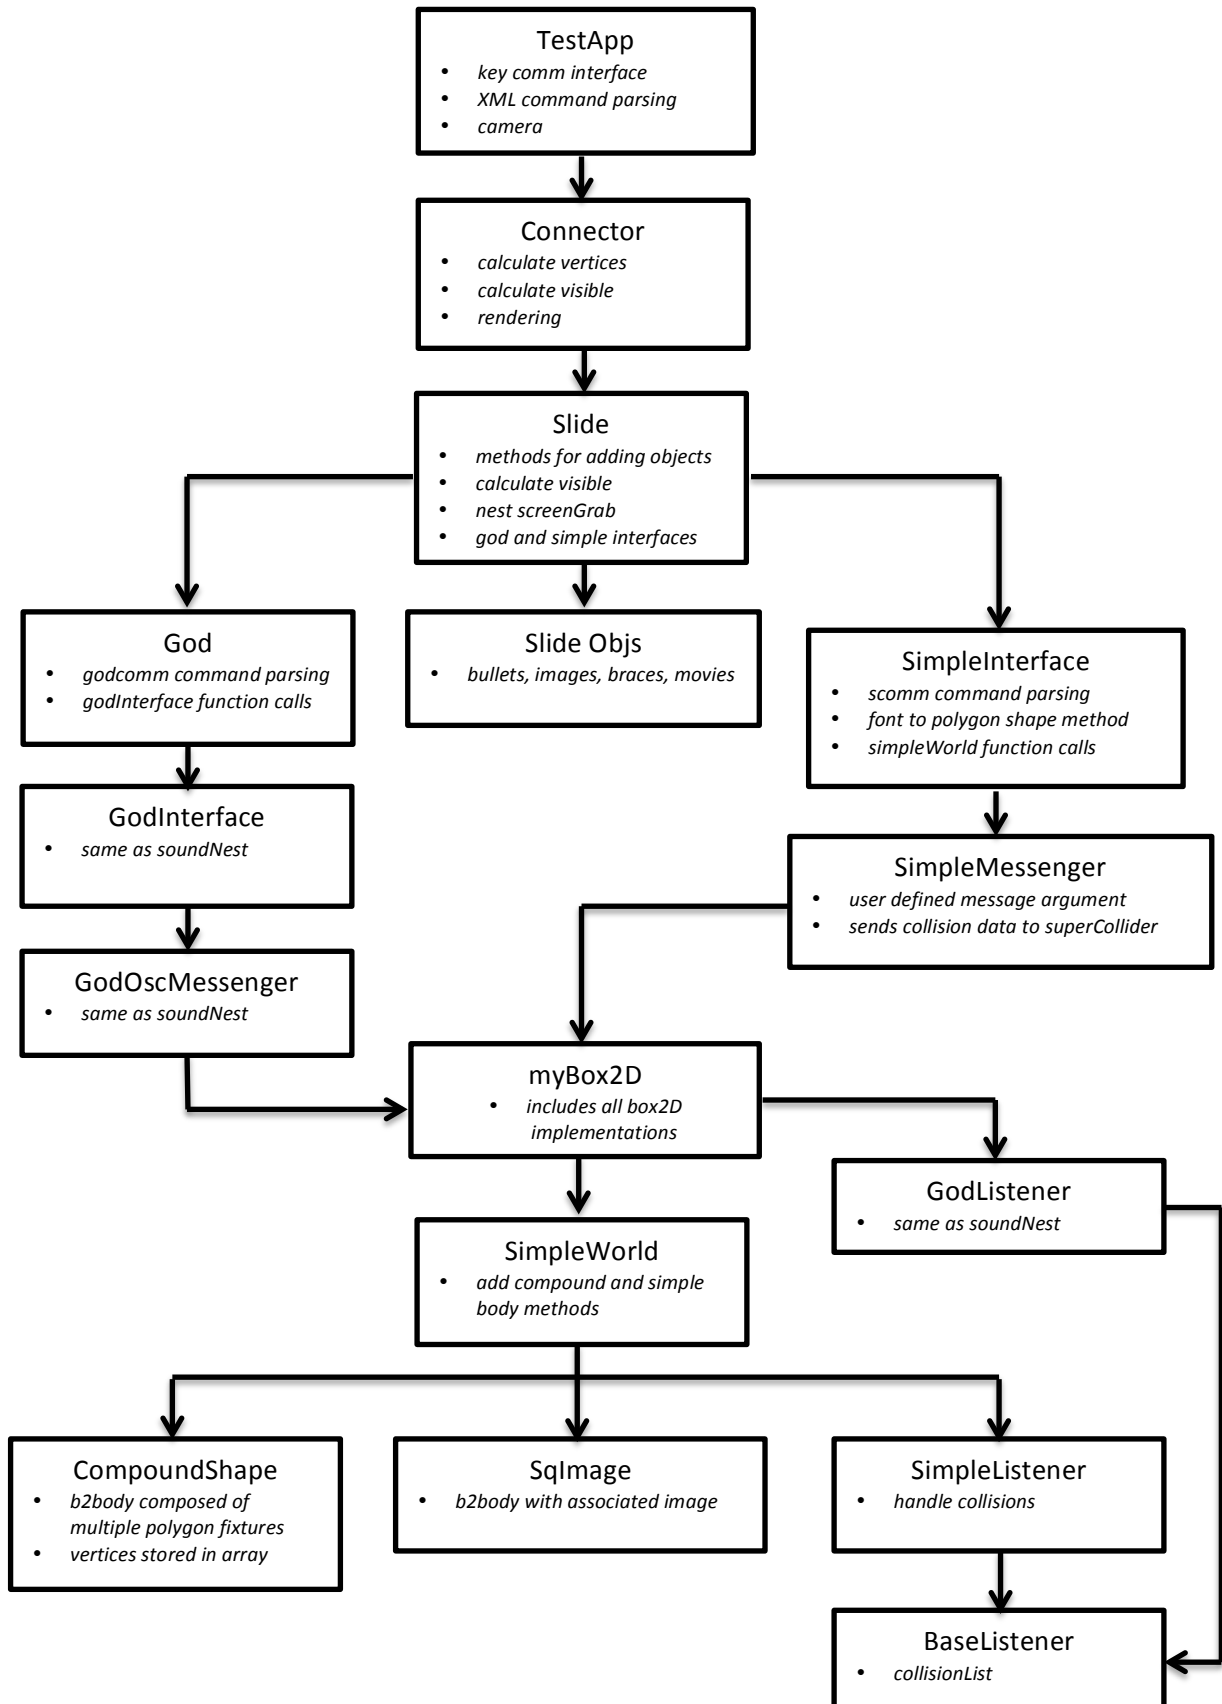 TestApp
• key comm interface
• XML command parsing
• camera
Connector
• calculate vertices
• calculate visible
• rendering
Slide
• methods for adding objects
• calculate visible
• nest screenGrab
• god and simple interfaces
God
• godcomm command parsing
• godInterface function calls
Slide Objs
• bullets, images, braces, movies
SimpleInterface
• scomm command parsing
• font to polygon shape method
• simpleWorld function calls
GodInterface
• same as soundNest
SimpleMessenger
• user defined message argument
• sends collision data to superCollider
GodOscMessenger
• same as soundNest
myBox2D
• includes all box2D
implementations
GodListener
• same as soundNest
SimpleWorld
• add compound and simple
body methods
CompoundShape
• b2body composed of
multiple polygon fixtures
• vertices stored in array
SqImage
• b2body with associated image
SimpleListener
• handle collisions
BaseListener
• collisionList